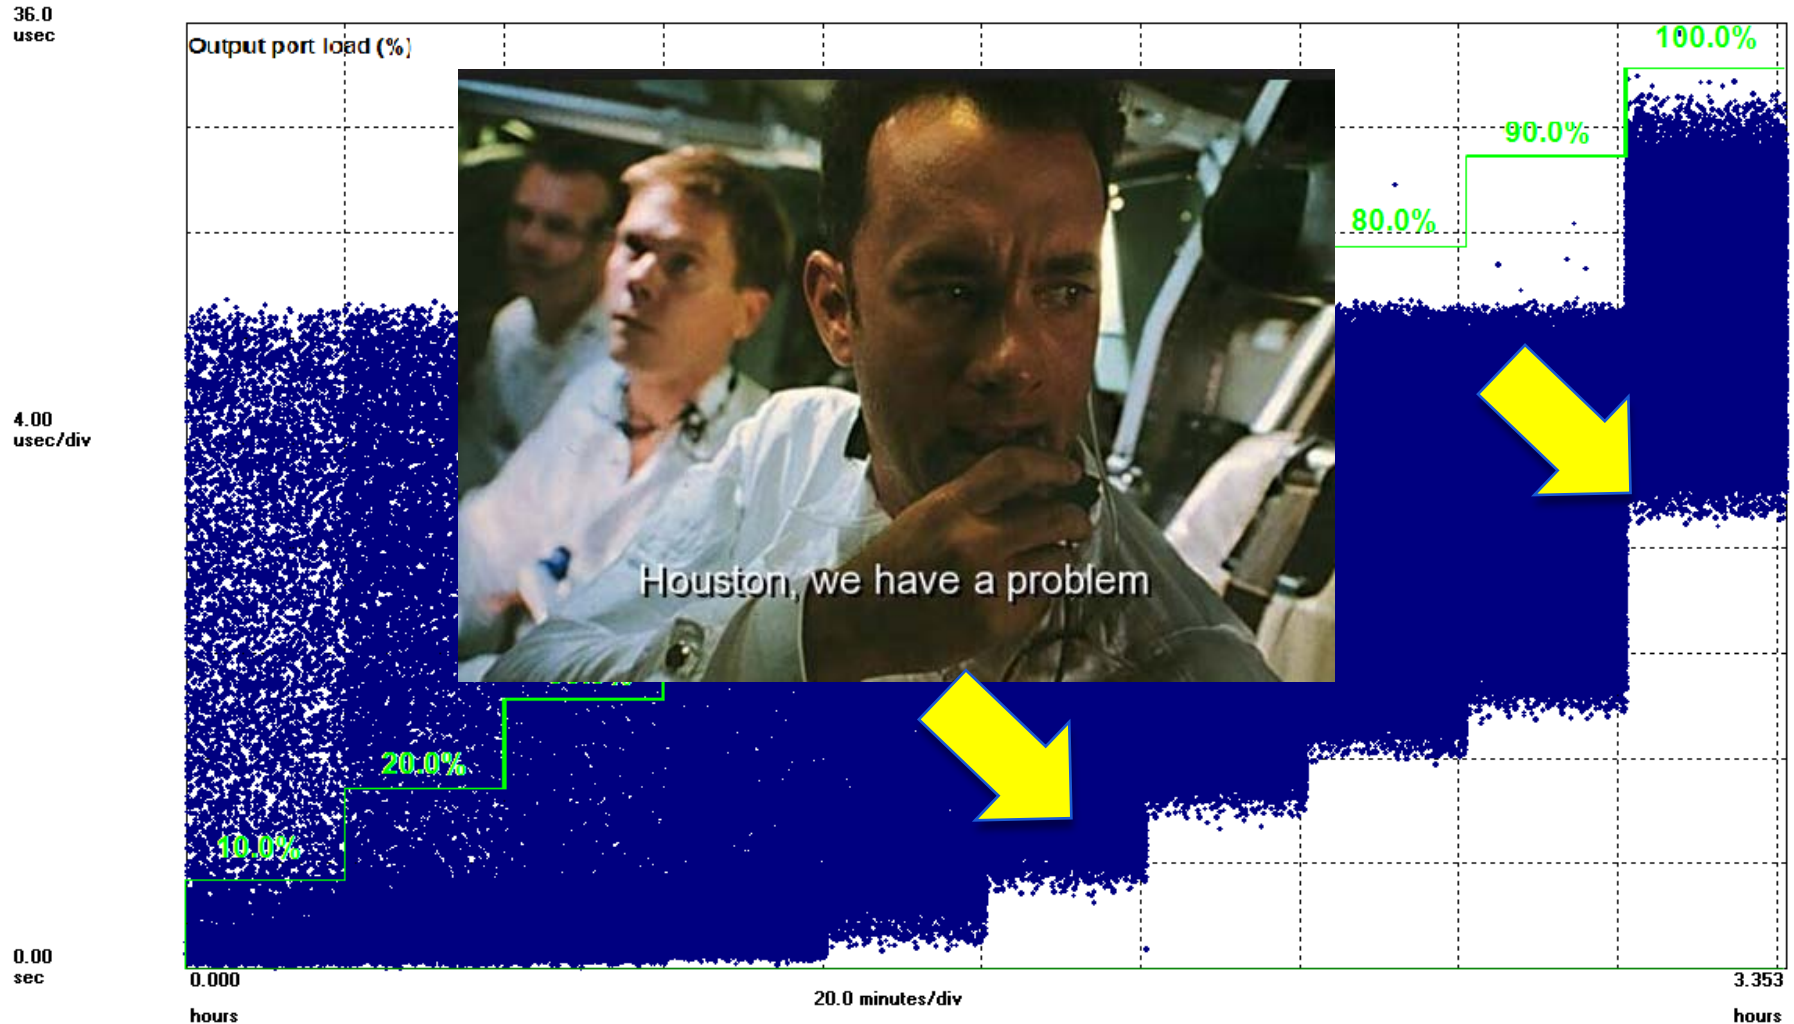 36.0
usec
Output port load (%)
100.0%
90.0%
80.0%
4.00
usec/div
Houston, we have a problem
20.0%
10.0%
0.00
sec
0.000
20.0 minutes/div
3.353
hours
hours